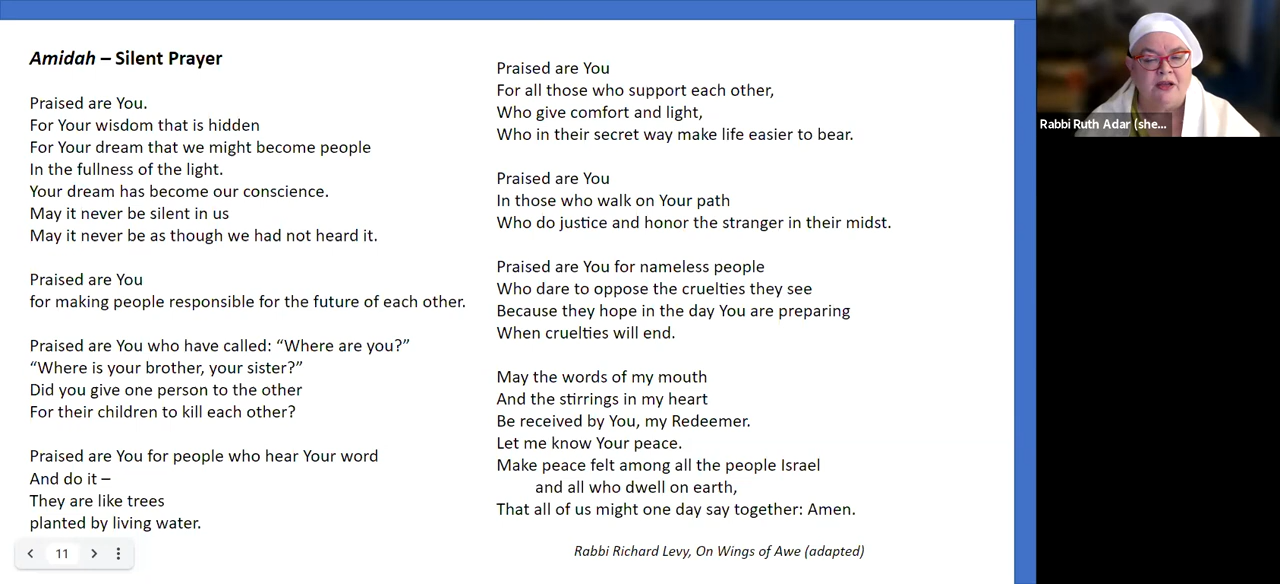 Amidah – Silent Prayer
Praised are You.
For Your wisdom that is hidden
For Your dream that we might become people
In the fullness of the light.
Your dream has become our conscience.
May it never be silent in us
May it never be as though we had not heard it.
Praised are You
for making people responsible for the future of each other.
Praised are You who have called: “Where are you?”
“Where is your brother, your sister?”
Did you give one person to the other
For their children to kill each other?
Praised are You for people who hear Your word
And do it –
They are like trees
planted by living water.
11
Praised are You
For all those who support each other,
Who give comfort and light,
Who in their secret way make life easier to bear.
Praised are You
In those who walk on Your path
Who do justice and honor the stranger in their midst.
Praised are You for nameless people
Who dare to oppose the cruelties they see
Because they hope in the day You are preparing
When cruelties will end.
May the words of my mouth
And the stirrings in my heart
Be received by You, my Redeemer.
Let me know Your peace.
Make peace felt among all the people Israel
and all who dwell on earth,
That all of us might one day say together: Amen.
Rabbi Richard Levy, On Wings of Awe (adapted)
Rabbi Ruth Adar (she...